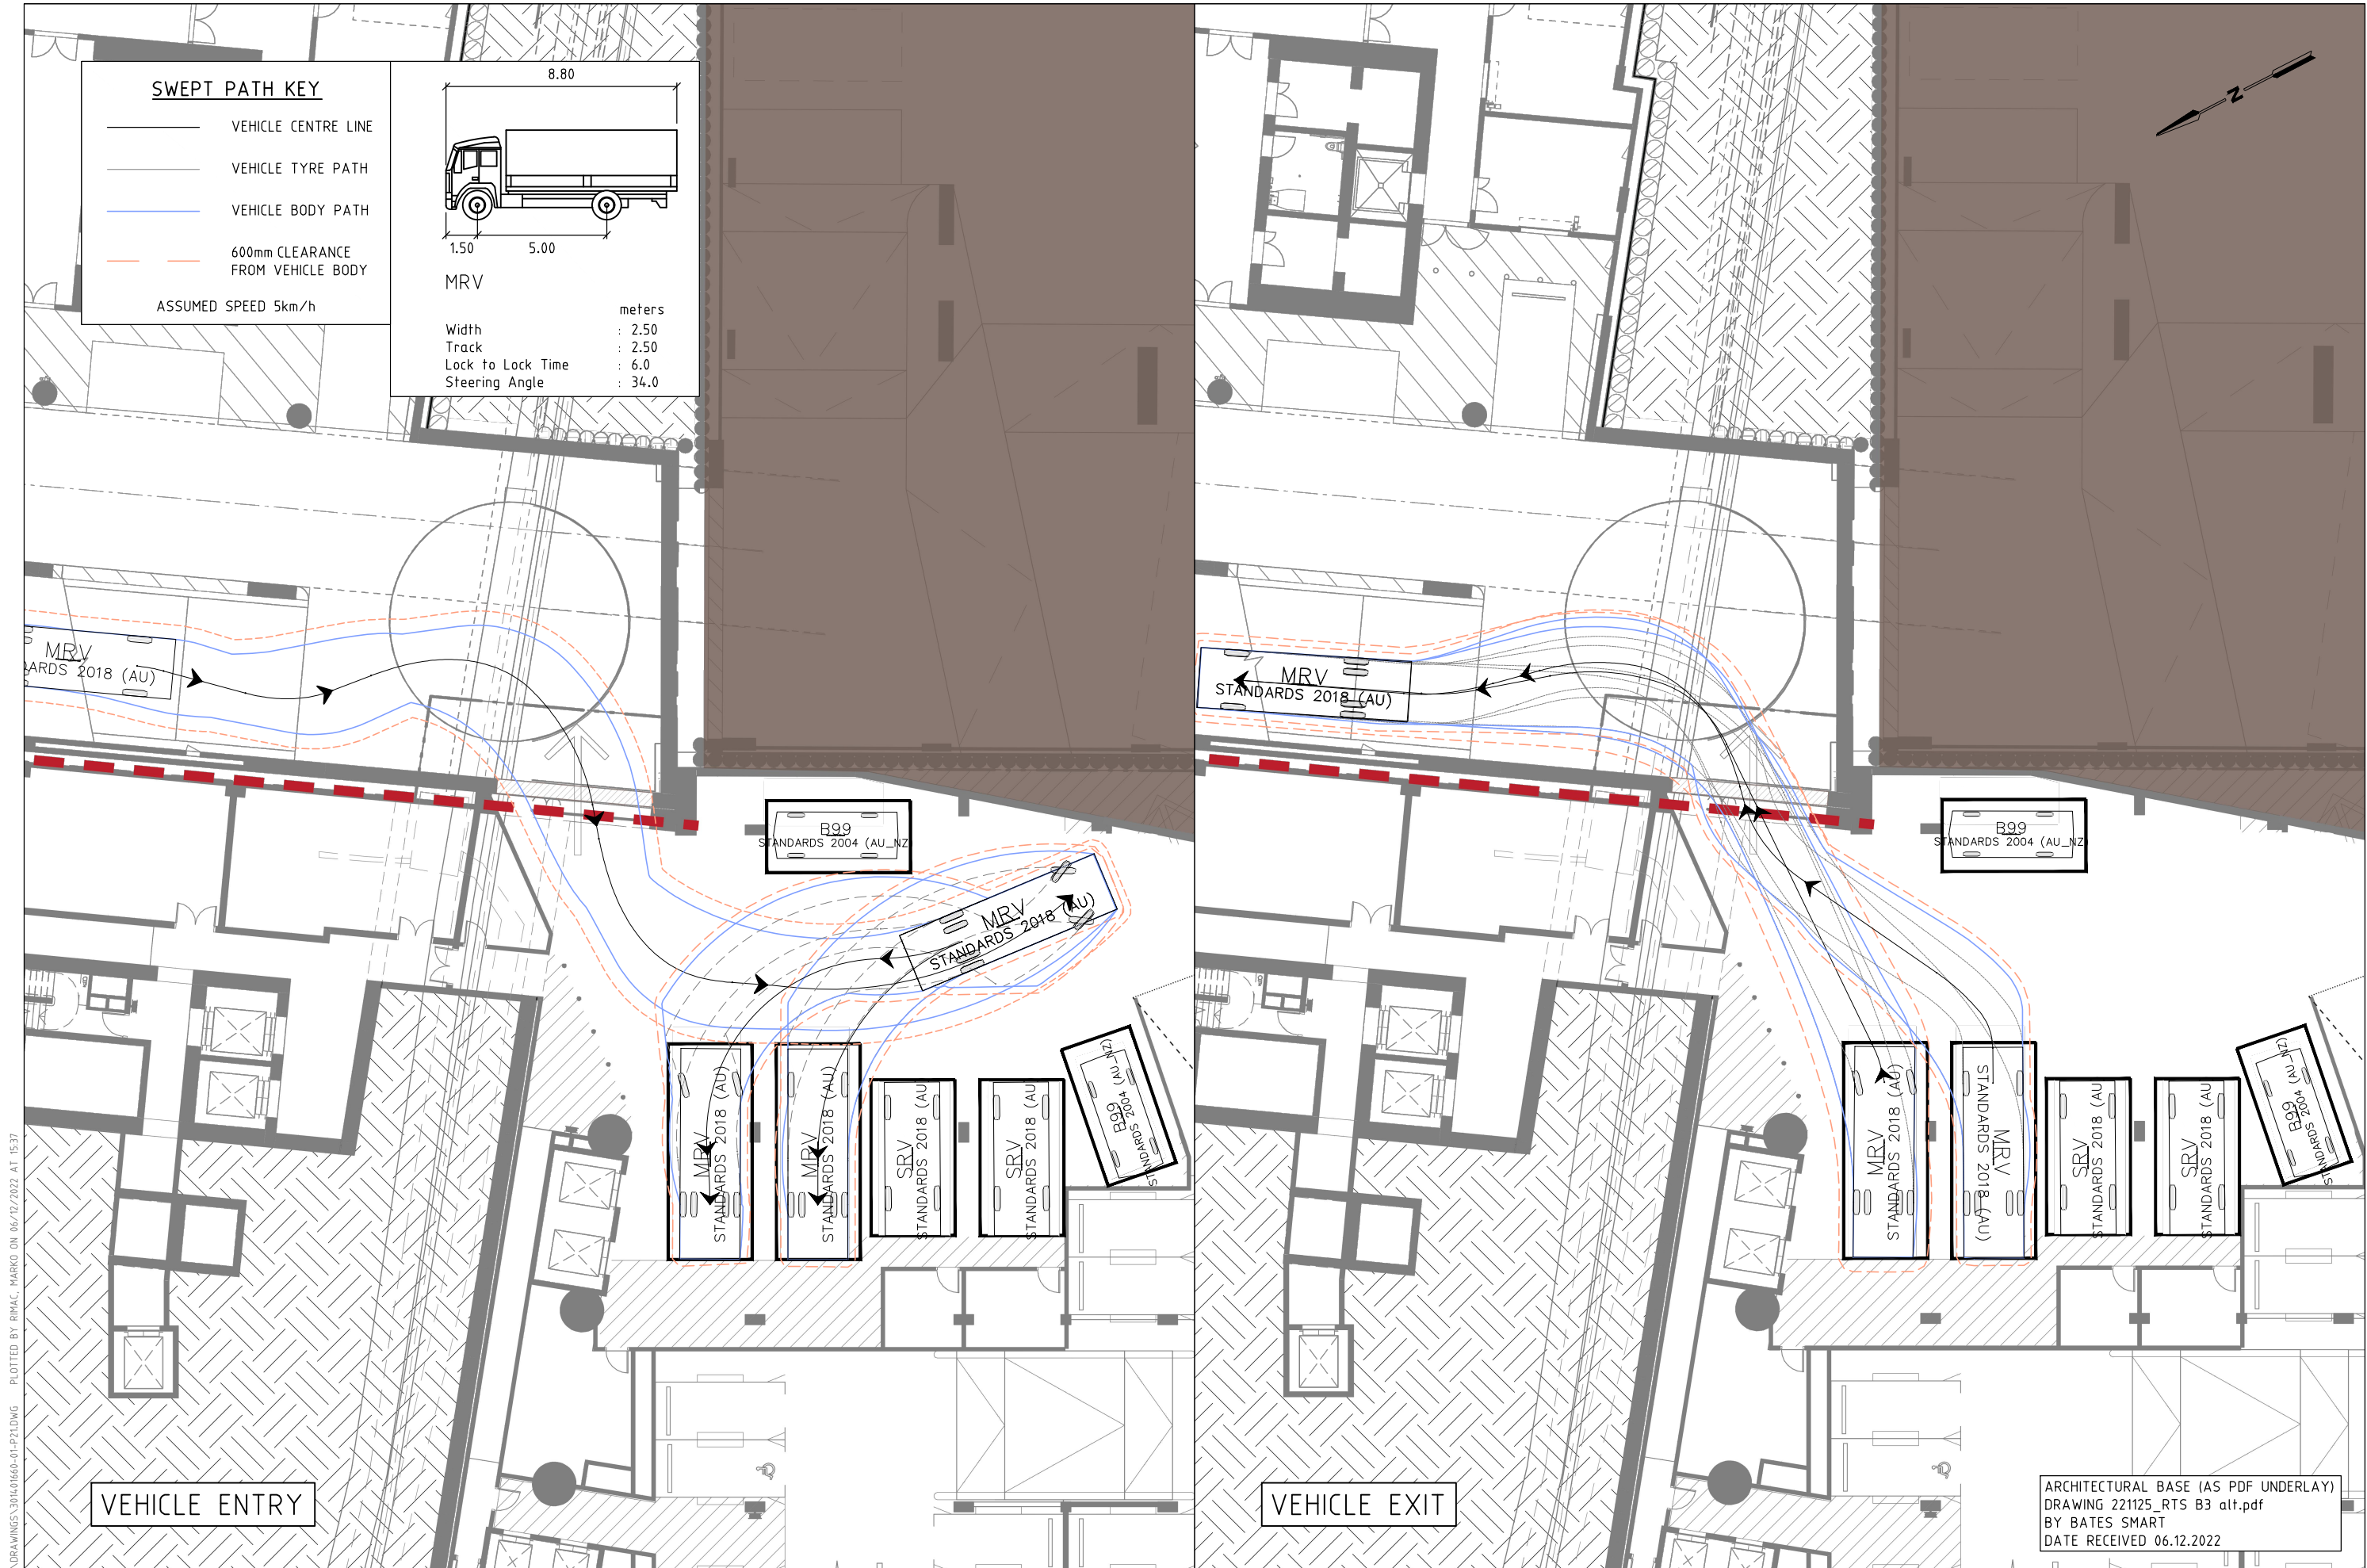 SWEPT PATH KEY
VEHICLE CENTRE LINE
VEHICLE TYRE PATH
VEHICLE BODY PATH
600mm CLEARANCE
FROM VEHICLE BODY
ASSUMED SPEED 5km/h
8.80
1.50
5.00
MRV
meters
Width : 2.50
Track : 2.50
Lock to Lock Time : 6.0
Steering Angle : 34.0
MRV
ARDS 2018 (AU)
B99
STANDARDS 2004 (AU_NZ)
MRV
STANDARDS 2018 (AU)
MRV
STANDARDS 2018 (AU)
MRV
STANDARDS 2018 (AU)
SRV
STANDARDS 2018 (AU
SRV
STANDARDS 2018 (AU
B99
STANDARDS 2004 (AU_NZ)
VEHICLE ENTRY
\DRAWINGS\301401660-01-P21.DWG PLOTTED BY RIMAC, MARKO ON 06/12/2022 AT 15:37
N
MRV
STANDARDS 2018 (AU)
B99
STANDARDS 2004 (AU_NZ)
MRV
STANDARDS 2018 (AU)
MRV
STANDARDS 2018 (AU)
SRV
STANDARDS 2018 (AU
SRV
STANDARDS 2018 (AU
B99
STANDARDS 2004 (AU_NZ)
VEHICLE EXIT
ARCHITECTURAL BASE (AS PDF UNDERLAY)
DRAWING 221125_RTS B3 alt.pdf
BY BATES SMART
DATE RECEIVED 06.12.2022